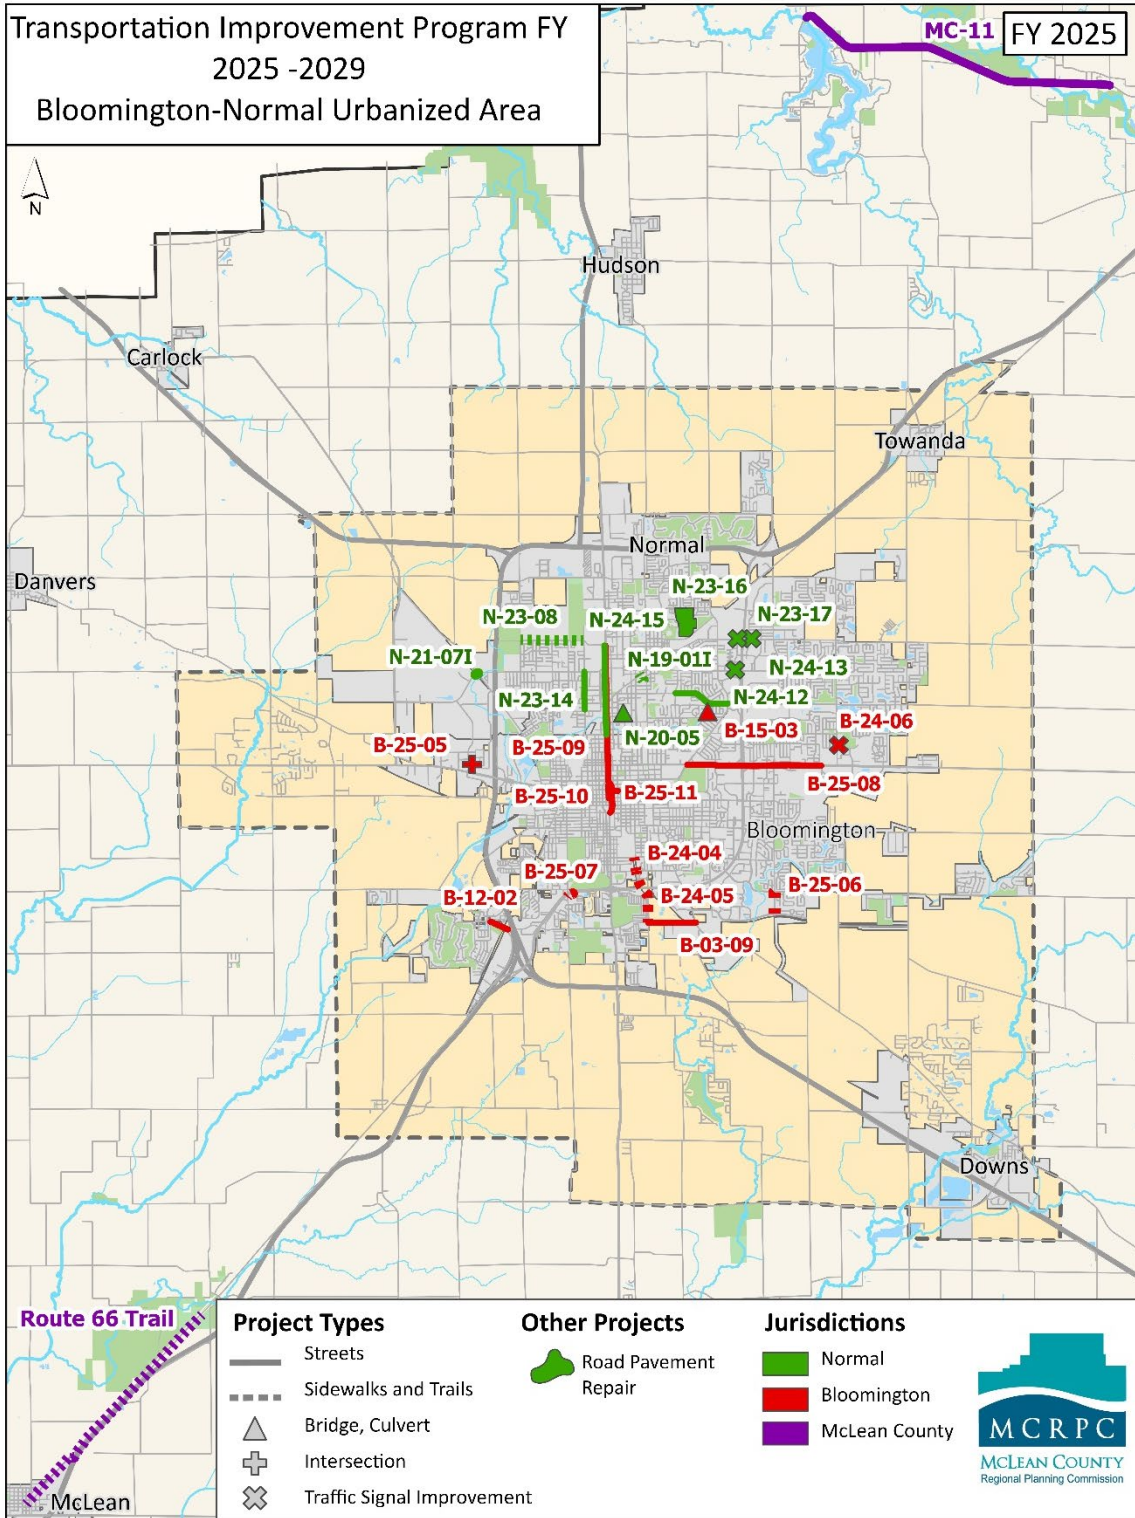 Transportation Improvement Program FY
2025 -2029
Bloomington-Normal Urbanized Area
MC-11
FY 2025
N
Hudson
Carlock
Towanda
Normal
Danvers
N-23-16
N-23-08
N-24-15
N-23-17
N-21-07I
N-19-01I
N-24-13
N-23-14
N-24-12
N-20-05
B-15-03
B-24-06
B-25-05
B-25-09
B-25-08
B-25-10
B-25-11
Bloomington
B-24-04
B-25-07
B-25-06
B-12-02
B-24-05
B-03-09
Downs
Route 66 Trail
McLean
Project Types
Streets
Sidewalks and Trails
Bridge, Culvert
Intersection
Traffic Signal Improvement
Other Projects
Road Pavement
Repair
Jurisdictions
Normal
Bloomington
McLean County
MCRPC
McLean County
Regional Planning Commission